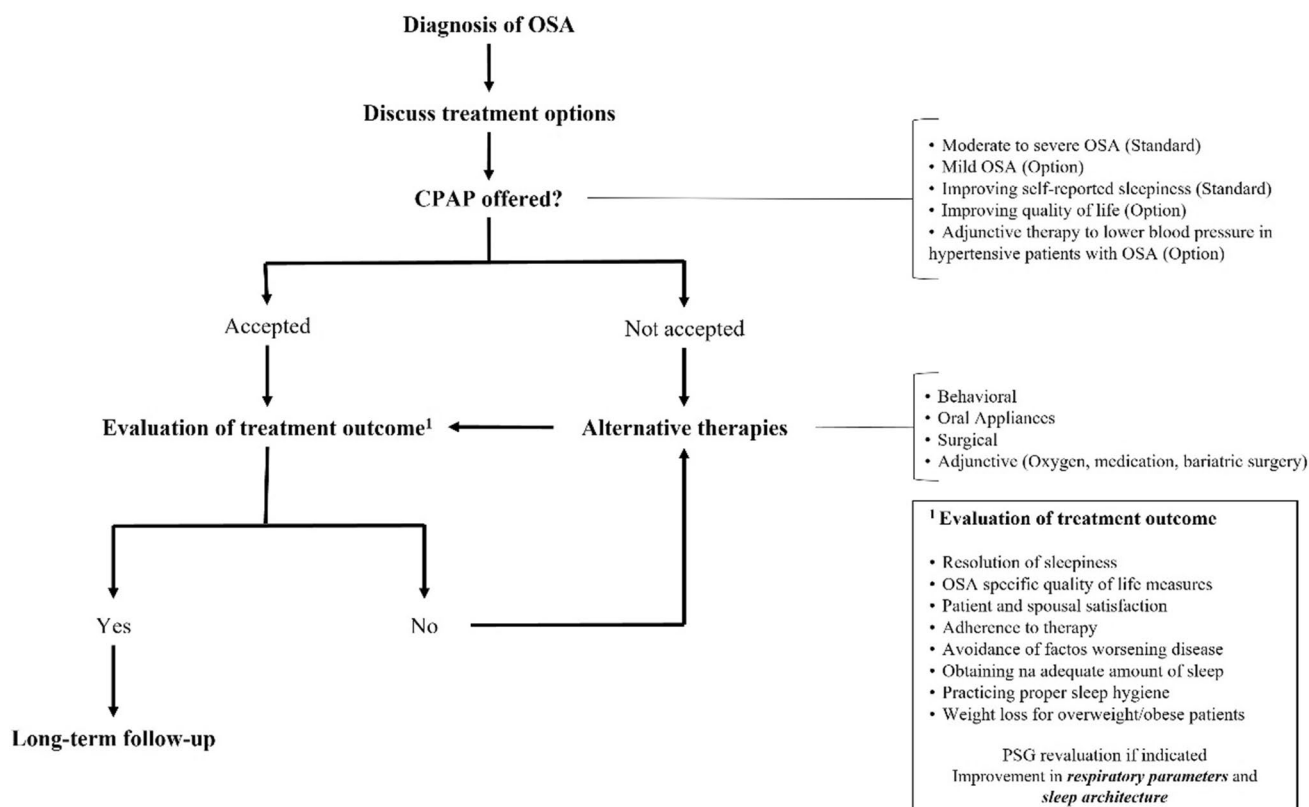 Diagnosis of OSA
Discuss treatment options
CPAP offered?
• Moderate to severe OSA (Standard)
• Mild OSA (Option)
• Improving self-reported sleepiness (Standard)
• Improving quality of life (Option)
• Adjunctive therapy to lower blood pressure in
hypertensive patients with OSA (Option)
Accepted
Not accepted
Evaluation of treatment outcome¹
Alternative therapies
• Behavioral
• Oral Appliances
• Surgical
• Adjunctive (Oxygen, medication, bariatric surgery)
Yes
No
Long-term follow-up
¹ Evaluation of treatment outcome
• Resolution of sleepiness
• OSA specific quality of life measures
• Patient and spousal satisfaction
• Adherence to therapy
• Avoidance of factos worsening disease
• Obtaining na adequate amount of sleep
• Practicing proper sleep hygiene
• Weight loss for overweight/obese patients
PSG revaluation if indicated
Improvement in respiratory parameters and
sleep architecture